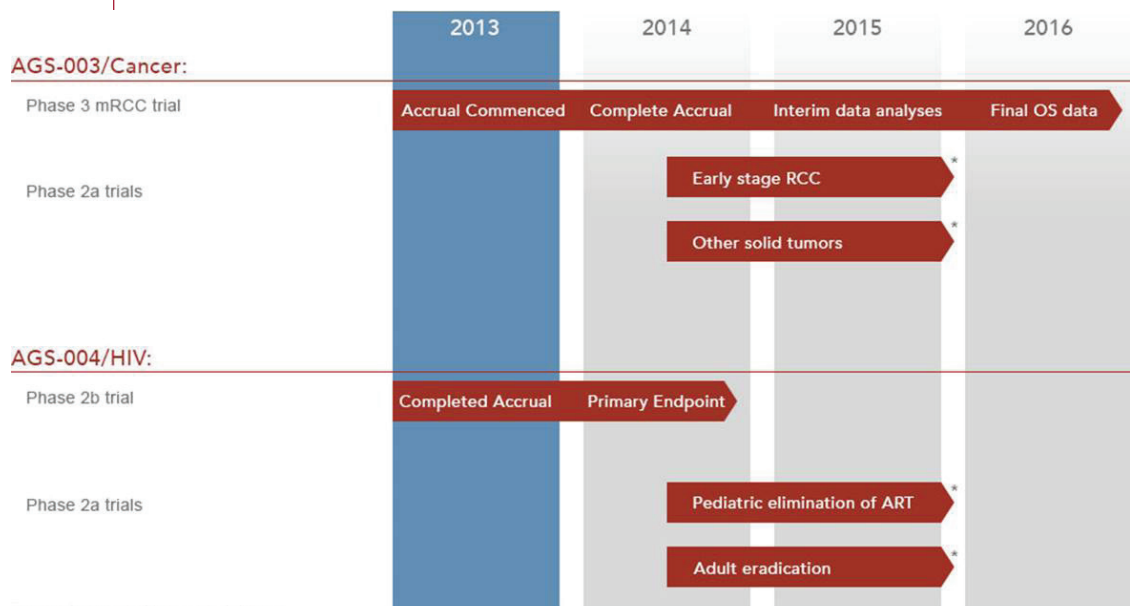 2013 2014 2015 2016
AGS-003/Cancer:
Phase 3 mRCC trial Accrual Commenced Complete Accrual Interim data analyses Final OS data
Early stage RCC *
Phase 2a trials
Other solid tumors *
AGS-004/HIV:
Phase 2b trial Completed Accrual Primary Endpoint
Phase 2a trials Pediatric elimination of ART *
Adult eradication *